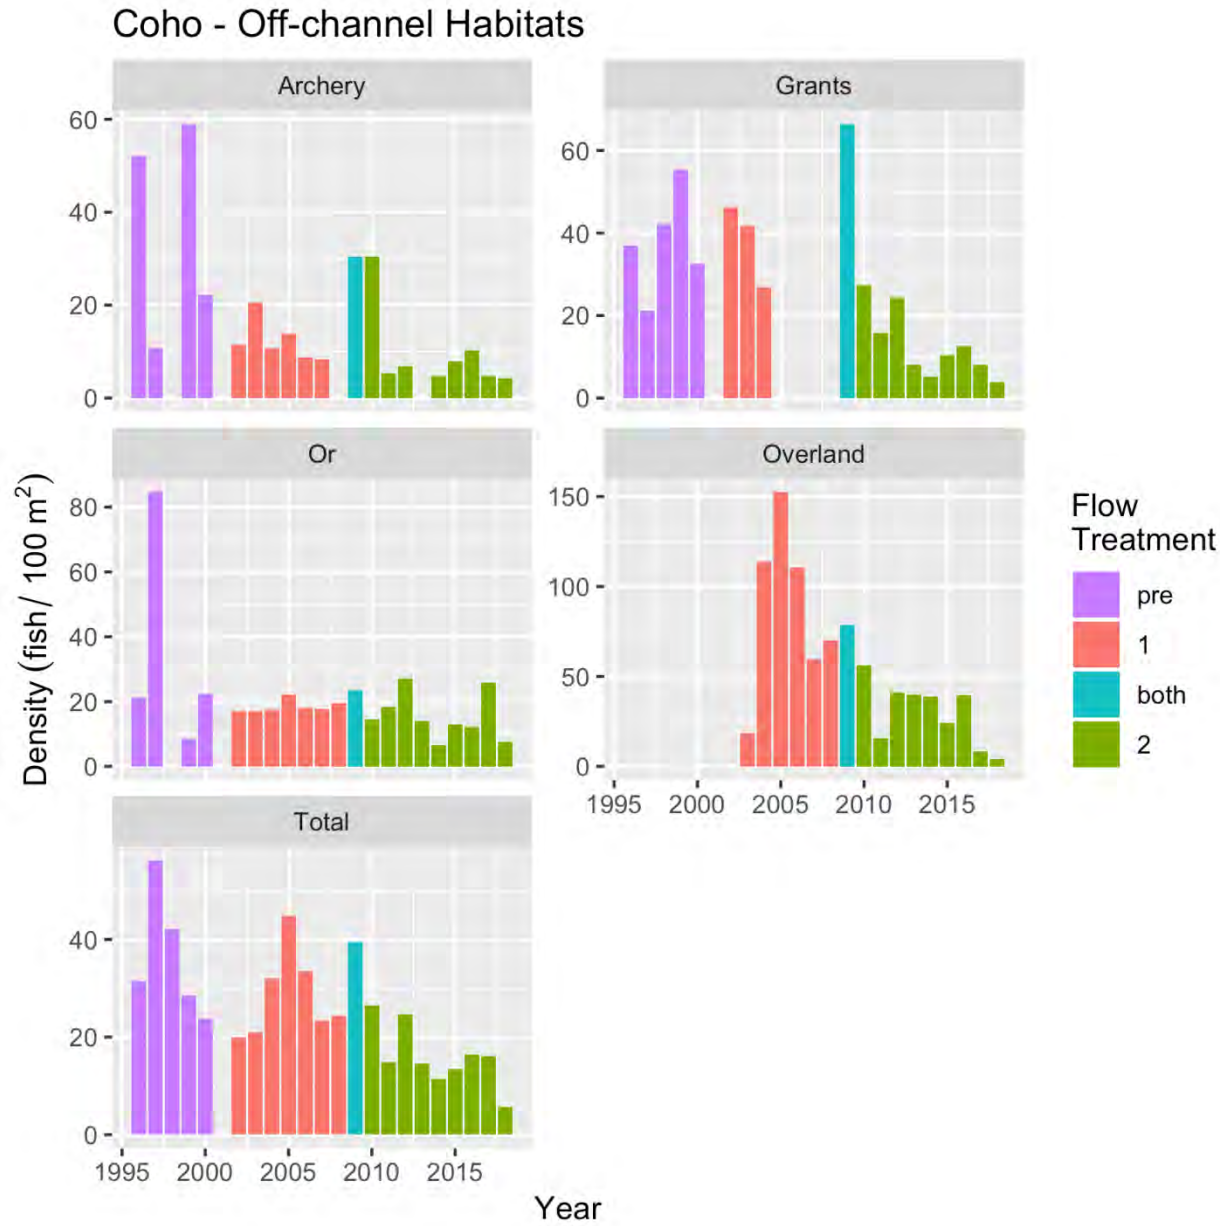 Coho - Off-channel Habitats
Archery
60
40
20
0
Grants
60
40
20
0
Density (fish/ 100 m²)
Or
80
60
40
20
0
Overland
150
100
50
0
1995 2000 2005 2010 2015
Total
40
20
0
1995 2000 2005 2010 2015
Year
Flow
Treatment
pre
1
both
2